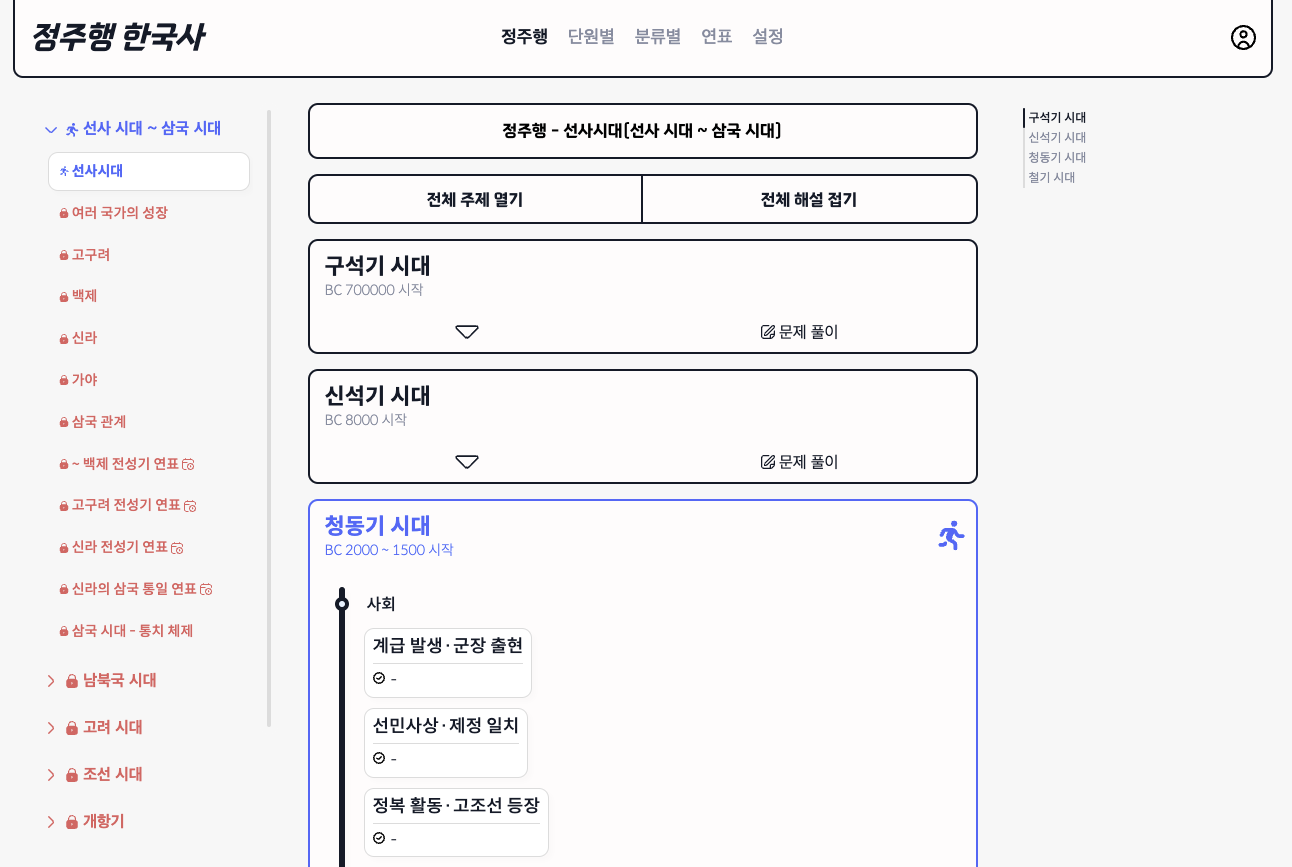 정주행 한국사
정주행 단원별 분류별 연표 설정
선사 시대 ~ 삼국 시대
선사시대
여러 국가의 성장
고구려
백제
신라
가야
삼국 관계
~ 백제 전성기 연표
고구려 전성기 연표
신라 전성기 연표
신라의 삼국 통일 연표
삼국 시대 - 통치 체제
남북국 시대
고려 시대
조선 시대
개항기
정주행 - 선사시대[선사 시대 ~ 삼국 시대]
전체 주제 열기 전체 해설 접기
구석기 시대
BC 700000 시작
문제 풀이
신석기 시대
BC 8000 시작
문제 풀이
청동기 시대
BC 2000 ~ 1500 시작
사회
계급 발생·군장 출현
-
선민사상·제정 일치
-
정복 활동·고조선 등장
-
구석기 시대
신석기 시대
청동기 시대
철기 시대